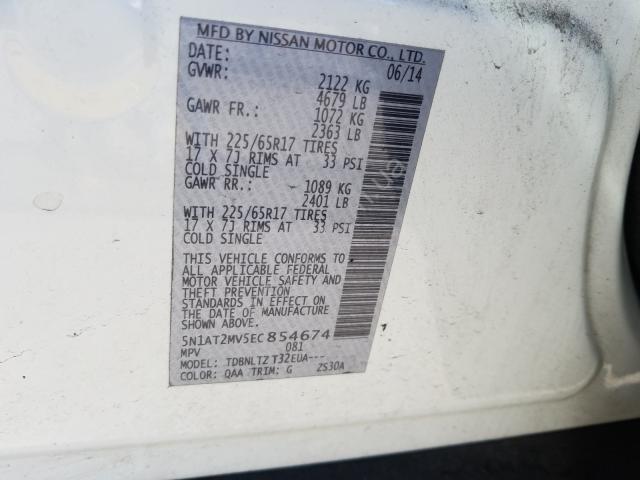 MFD BY NISSAN MOTOR CO., LTD.
DATE: 06/14
GVWR: 2122 KG
4679 LB
GAWR FR.: 1072 KG
2363 LB
WITH 225/65R17 TIRES
17 X 7J RIMS AT 33 PSI
COLD SINGLE
GAWR RR.: 1089 KG
2401 LB
WITH 225/65R17 TIRES
17 X 7J RIMS AT 33 PSI
COLD SINGLE
THIS VEHICLE CONFORMS TO
ALL APPLICABLE FEDERAL
MOTOR VEHICLE SAFETY AND
THEFT PREVENTION
STANDARDS IN EFFECT ON
THE DATE OF MANUFACTURE
SHOWN ABOVE.
5N1AT2MV5EC854674
MPV 081
MODEL: TDBNLTZ T32EUA---
COLOR: QAA TRIM: G ZS30A